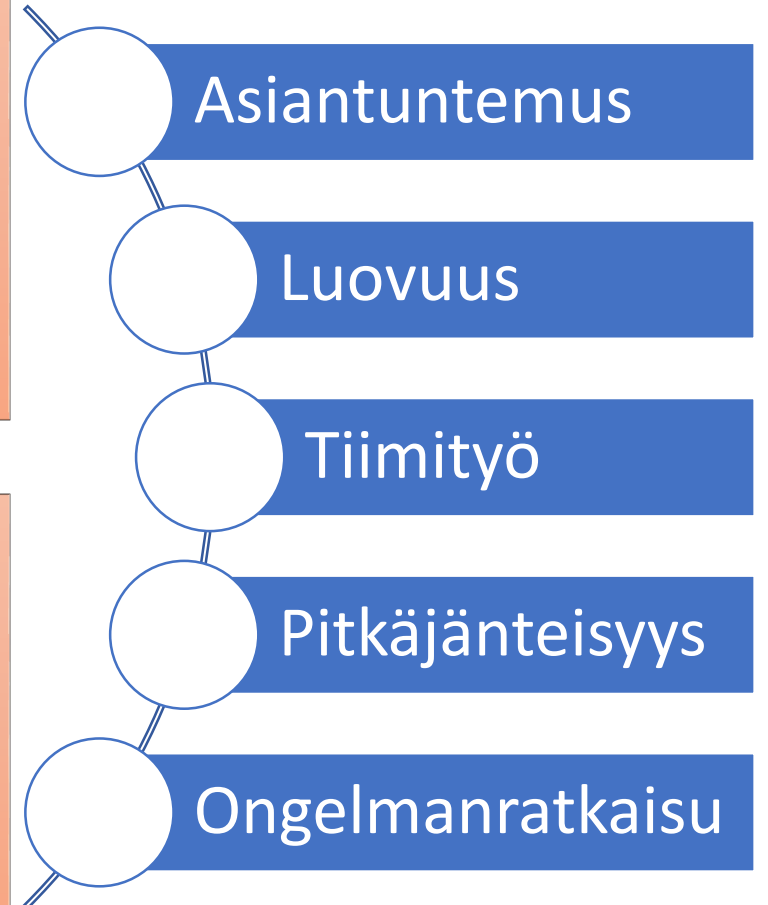 Asiantuntemus
Luovuus
Tiimityö
Pitkäjänteisyys
Ongelmanratkaisu